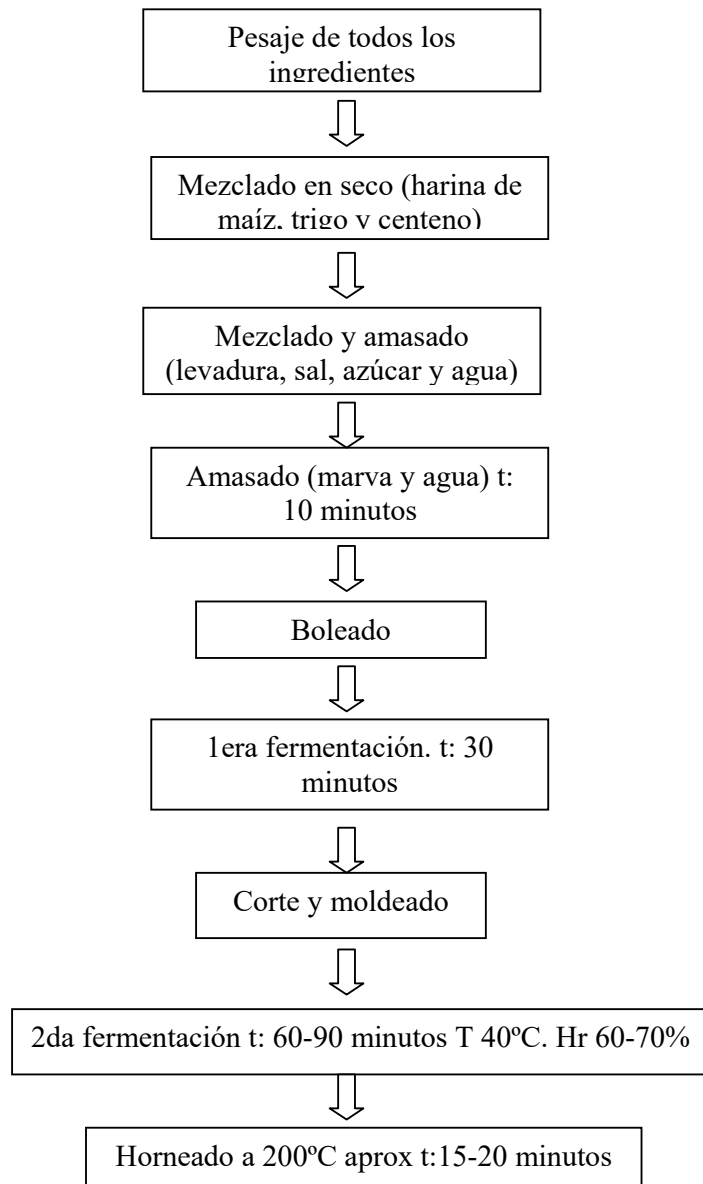 Pesaje de todos los
ingredientes
Mezclado en seco (harina de
maíz, trigo y centeno)
Mezclado y amasado
(levadura, sal, azúcar y agua)
Amasado (marva y agua) t:
10 minutos
Boleado
1era fermentación. t: 30
minutos
Corte y moldeado
2da fermentación t: 60-90 minutos T 40ºC. Hr 60-70%
Horneado a 200ºC aprox t:15-20 minutos